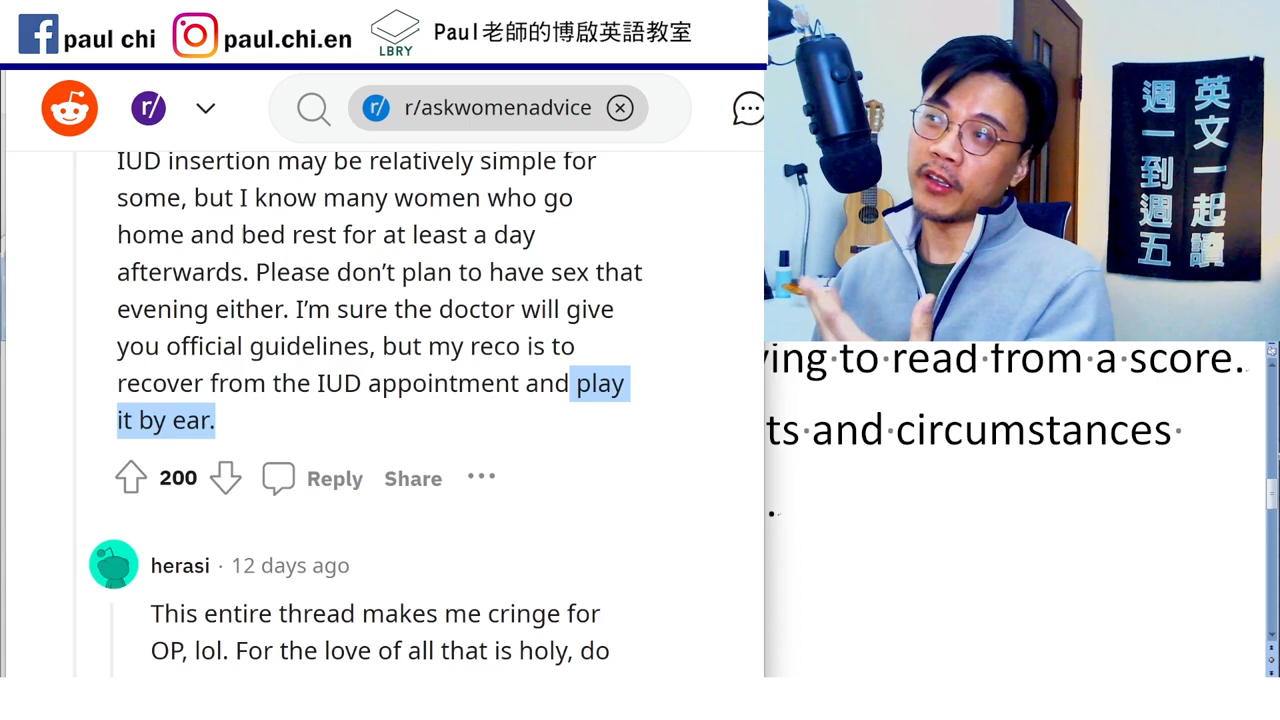 paul chi
paul.chi.en
LBRY
Paul老師的博啟英語教室
r/
r/
r/askwomenadvice
IUD insertion may be relatively simple for
some, but I know many women who go
home and bed rest for at least a day
afterwards. Please don’t plan to have sex that
evening either. I’m sure the doctor will give
you official guidelines, but my reco is to
recover from the IUD appointment and play
it by ear.
200
Reply
Share
herasi · 12 days ago
This entire thread makes me cringe for
OP, lol. For the love of all that is holy, do
英文一起讀
週一到週五
ying to read from a score.
ts and circumstances
.